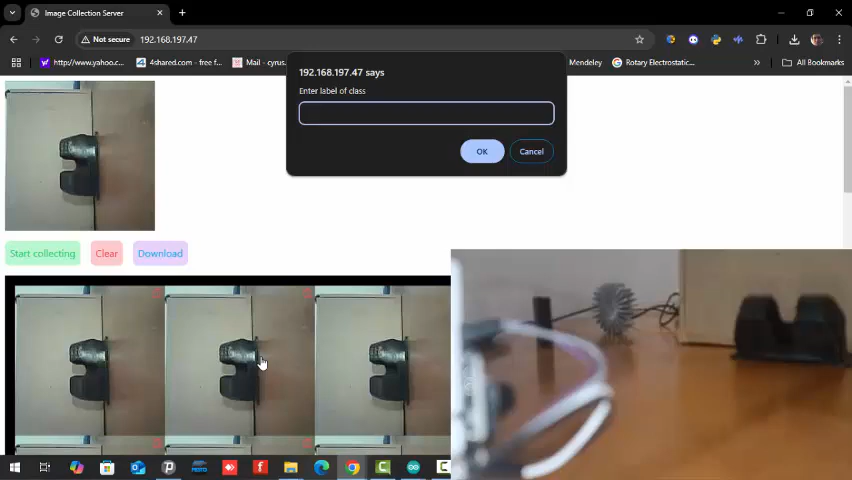 Image Collection Server
Not secure 192.168.197.47
http://www.yahoo.c...
4shared.com - free f...
Mail - cyrus.
Mendeley
Rotary Electrostatic...
All Bookmarks
192.168.197.47 says
Enter label of class
OK
Cancel
Start collecting
Clear
Download